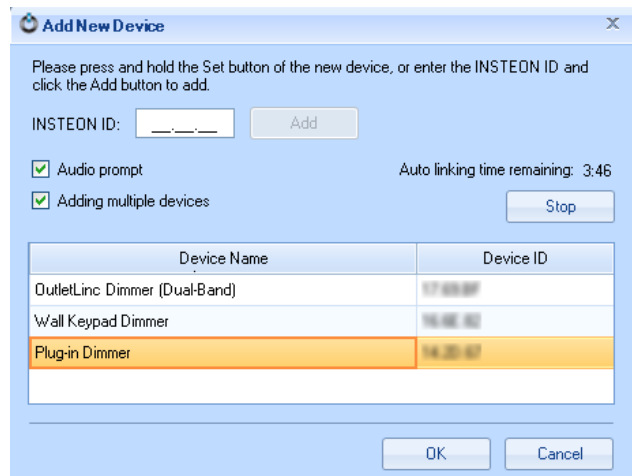 Add New Device
Please press and hold the Set button of the new device, or enter the INSTEON ID and
click the Add button to add.
INSTEON ID: __.__.__ Add
Audio prompt Auto linking time remaining: 3:46
Adding multiple devices Stop
Device Name Device ID
OutletLinc Dimmer (Dual-Band)
Wall Keypad Dimmer
Plug-in Dimmer
OK Cancel